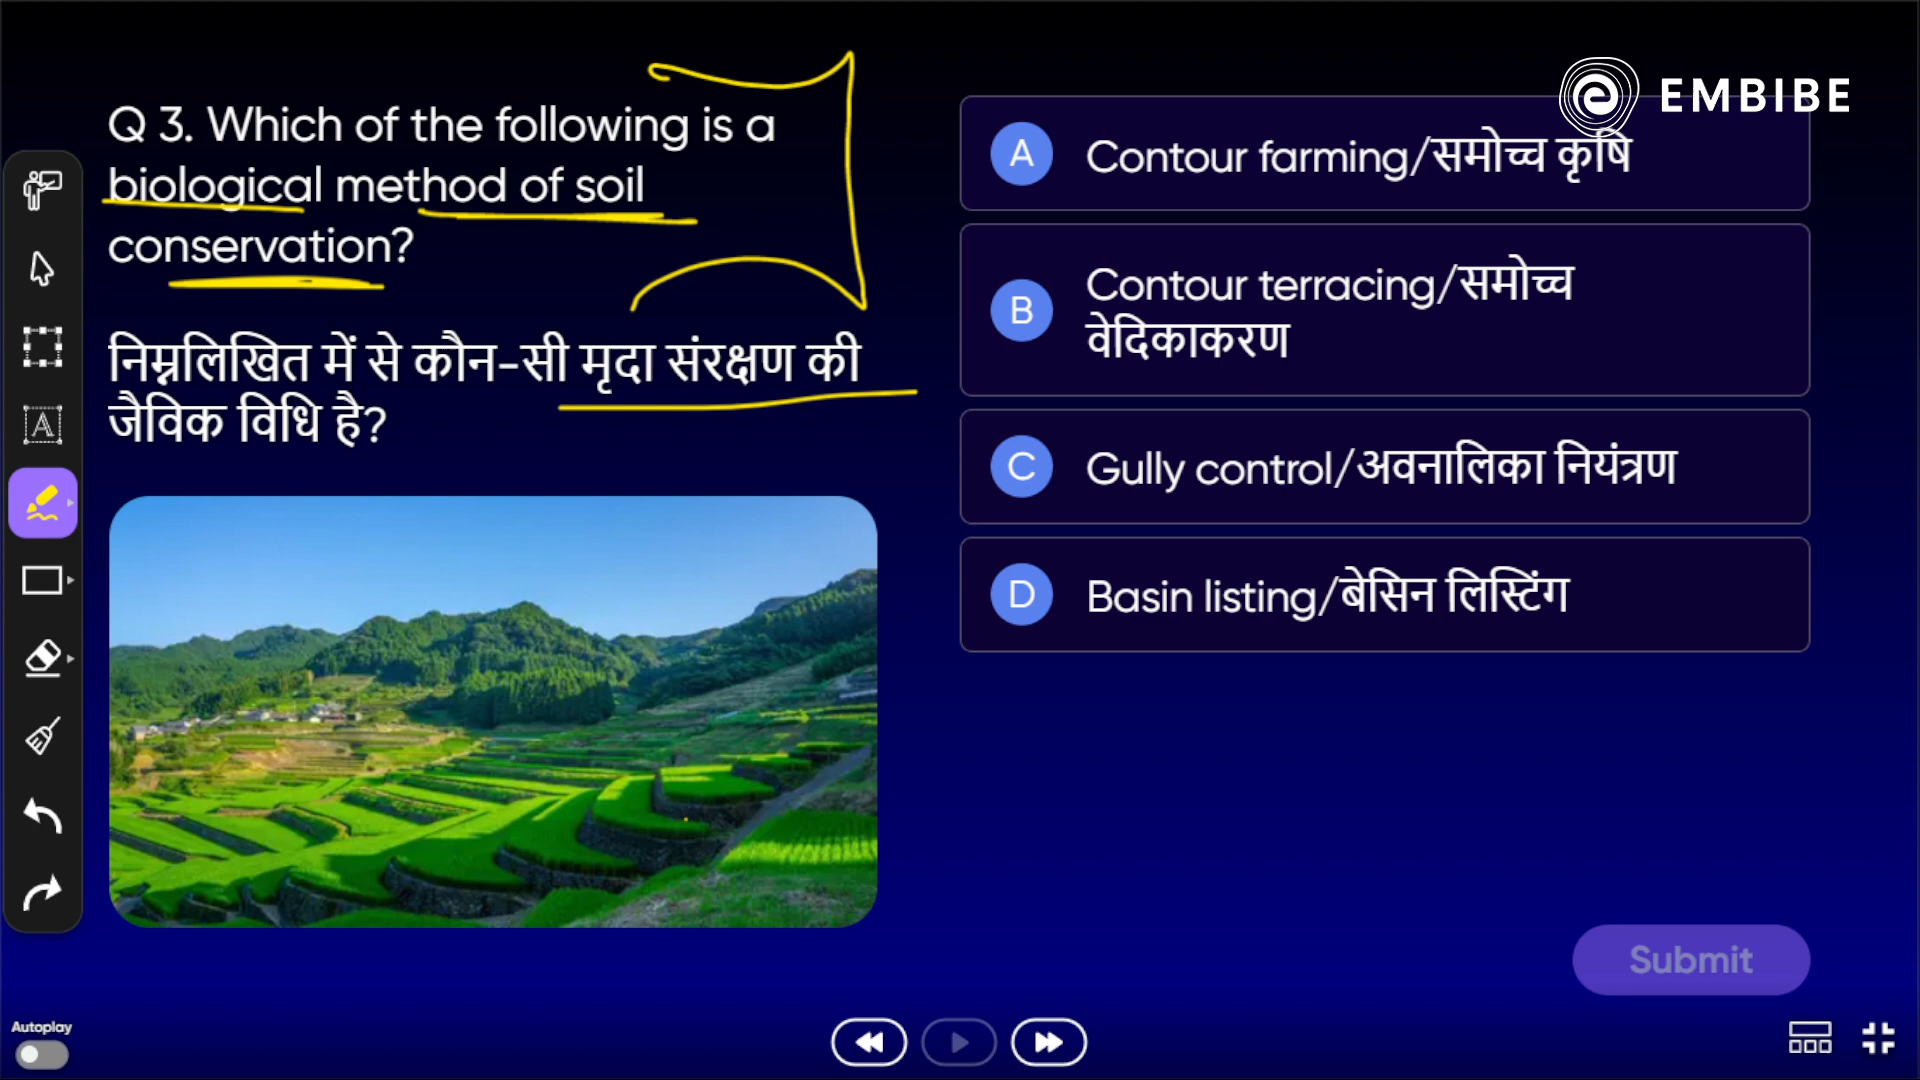 EMBIBE
Q 3. Which of the following is a
biological method of soil
conservation?
निम्नलिखित में से कौन-सी मृदा संरक्षण की
जैविक विधि है?
A Contour farming/समोच्च कृषि
B Contour terracing/समोच्च
वेदिकाकरण
C Gully control/अवनालिका नियंत्रण
D Basin listing/बेसिन लिस्टिंग
Submit
Autoplay